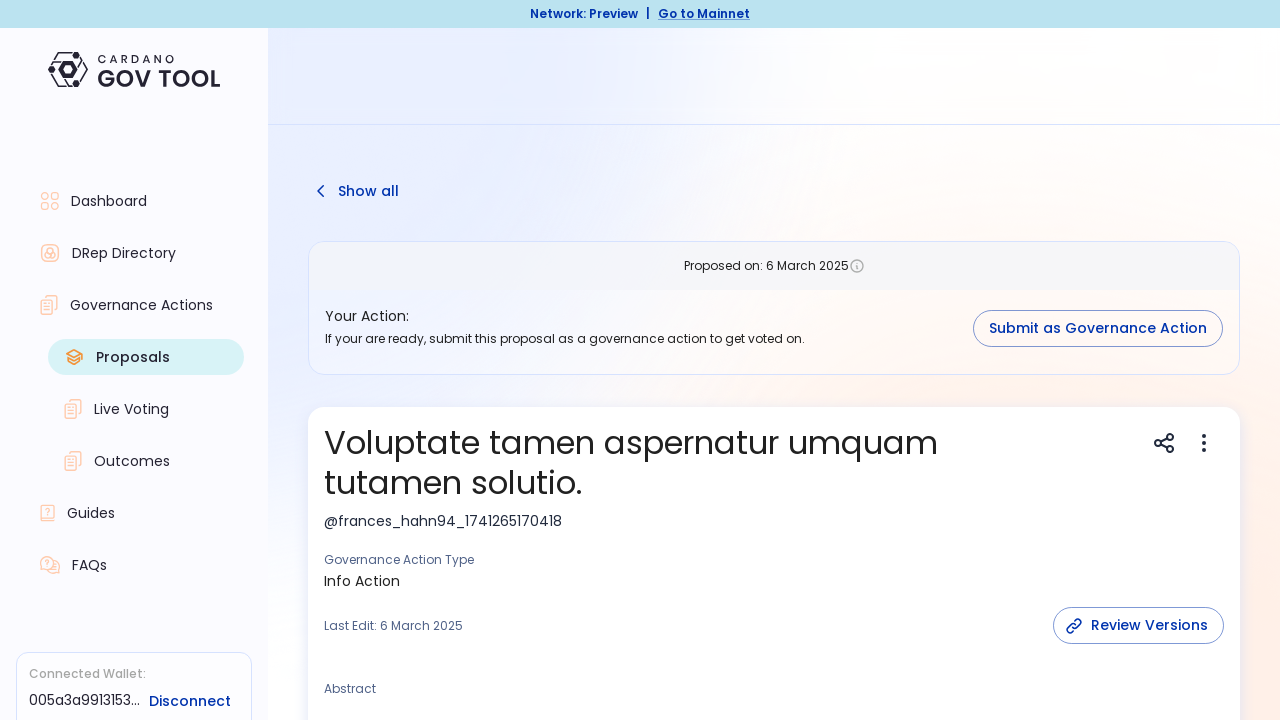 Network: Preview | Go to Mainnet
CARDANO
GOV TOOL
Dashboard
DRep Directory
Governance Actions
Proposals
Live Voting
Outcomes
Guides
FAQs
Connected Wallet:
005a3a9913153... Disconnect
Show all
Proposed on: 6 March 2025
Your Action:
If your are ready, submit this proposal as a governance action to get voted on.
Submit as Governance Action
Voluptate tamen aspernatur umquam
tutamen solutio.
@frances_hahn94_1741265170418
Governance Action Type
Info Action
Last Edit: 6 March 2025
Review Versions
Abstract